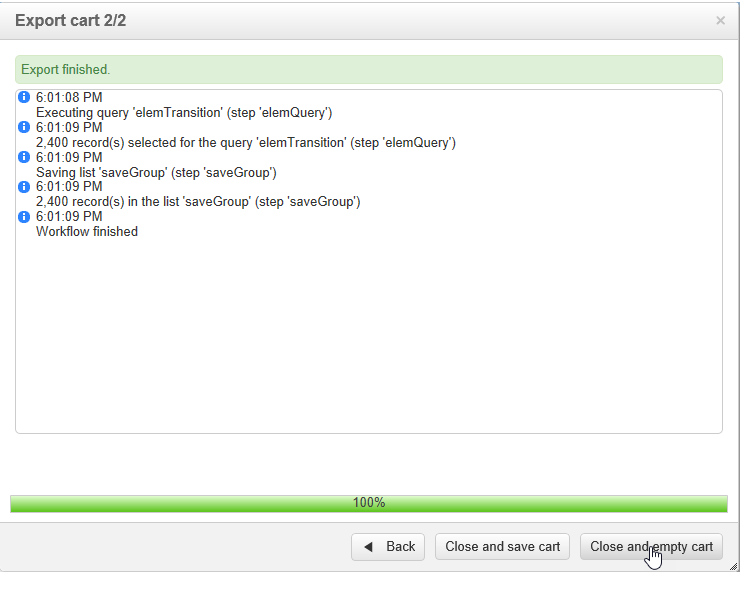 Export cart 2/2
×
Export finished.
6:01:08 PM
Executing query 'elemTransition' (step 'elemQuery')
6:01:09 PM
2,400 record(s) selected for the query 'elemTransition' (step 'elemQuery')
6:01:09 PM
Saving list 'saveGroup' (step 'saveGroup')
6:01:09 PM
2,400 record(s) in the list 'saveGroup' (step 'saveGroup')
6:01:09 PM
Workflow finished
100%
Back
Close and save cart
Close and empty cart